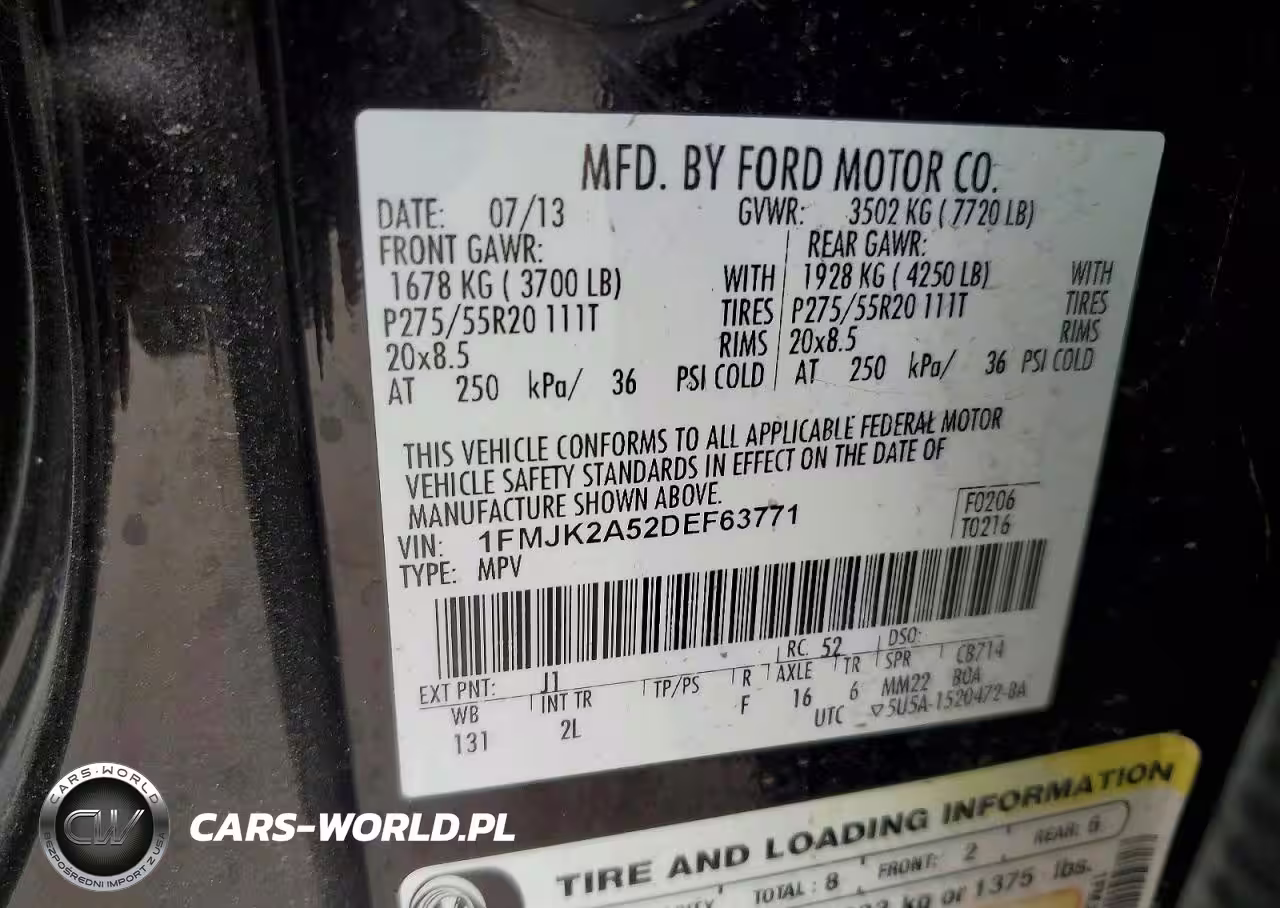 MFD. BY FORD MOTOR CO.
DATE: 07/13 GVWR: 3502 KG ( 7720 LB)
FRONT GAWR: REAR GAWR:
1678 KG ( 3700 LB) WITH 1928 KG ( 4250 LB) WITH
P275/55R20 111T TIRES P275/55R20 111T TIRES
20x8.5 RIMS 20x8.5 RIMS
AT 250 kPa/ 36 PSI COLD AT 250 kPa/ 36 PSI COLD
THIS VEHICLE CONFORMS TO ALL APPLICABLE FEDERAL MOTOR
VEHICLE SAFETY STANDARDS IN EFFECT ON THE DATE OF
MANUFACTURE SHOWN ABOVE.
F0206
VIN: 1FMJK2A52DEF63771
T0216
TYPE: MPV
EXT PNT: J1 RC: 52 DSO:
WB INT TR TP/PS R AXLE TR SPR CB714
131 2L F 16 6 MM22 B0A
UTC ▽5U5A-1520472-BA
CARS-WORLD
CW
BEZPOŚREDNI IMPORT Z USA
CARS-WORLD.PL
TIRE AND LOADING INFORMATION
TOTAL : 8 FRONT: 2 REAR: 6
kg or 1375 lbs.